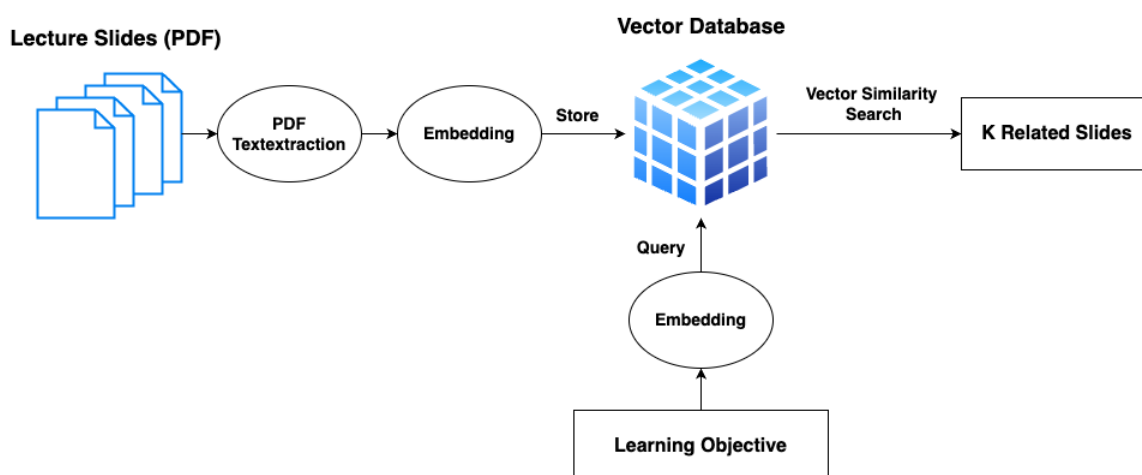 Lecture Slides (PDF)
Vector Database
PDF
Textextraction
Embedding
Store
Vector Similarity
Search
K Related Slides
Query
Embedding
Learning Objective